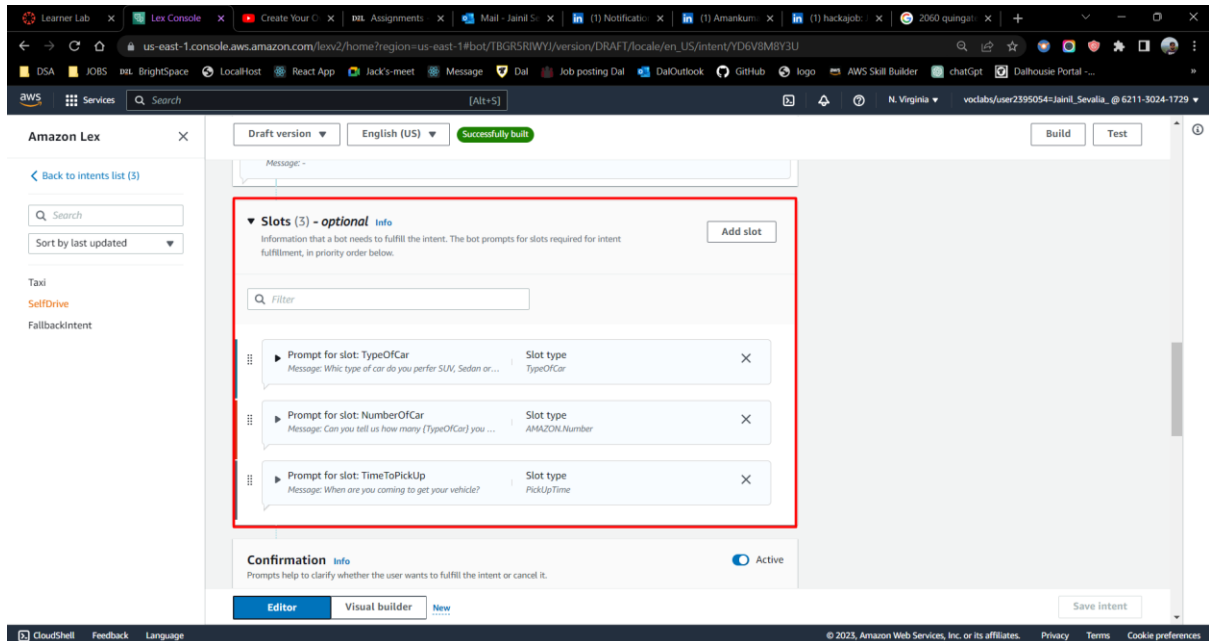 Learner Lab
Lex Console
Create Your O
Assignments
Mail - Jainil Se
(1) Notificatio
(1) Amankum
(1) hackajob:
2060 quingat
us-east-1.console.aws.amazon.com/lexv2/home?region=us-east-1#bot/TBGR5RIWYJ/version/DRAFT/locale/en_US/intent/YD6V8M8Y3U
DSA JOBS BrightSpace LocalHost React App Jack's-meet Message Dal Job posting Dal DalOutlook GitHub logo AWS Skill Builder chatGpt Dalhousie Portal -...
aws Services Search [Alt+S] N. Virginia voclabs/user2395054=Jainil_Sevalia_ @ 6211-3024-1729
Amazon Lex
Draft version English (US) Successfully built Build Test
Message: -
Back to intents list (3)
Search
Sort by last updated
Taxi
SelfDrive
FallbackIntent
Slots (3) - optional Info
Add slot
Information that a bot needs to fulfill the intent. The bot prompts for slots required for intent
fulfillment, in priority order below.
Filter
Prompt for slot: TypeOfCar Slot type
Message: Whic type of car do you perfer SUV, Sedan or... TypeOfCar
Prompt for slot: NumberOfCar Slot type
Message: Can you tell us how many {TypeOfCar} you ... AMAZON.Number
Prompt for slot: TimeToPickUp Slot type
Message: When are you coming to get your vehicle? PickUpTime
Confirmation Info Active
Prompts help to clarify whether the user wants to fulfill the intent or cancel it.
Editor Visual builder New Save intent
CloudShell Feedback Language © 2023, Amazon Web Services, Inc. or its affiliates. Privacy Terms Cookie preferences